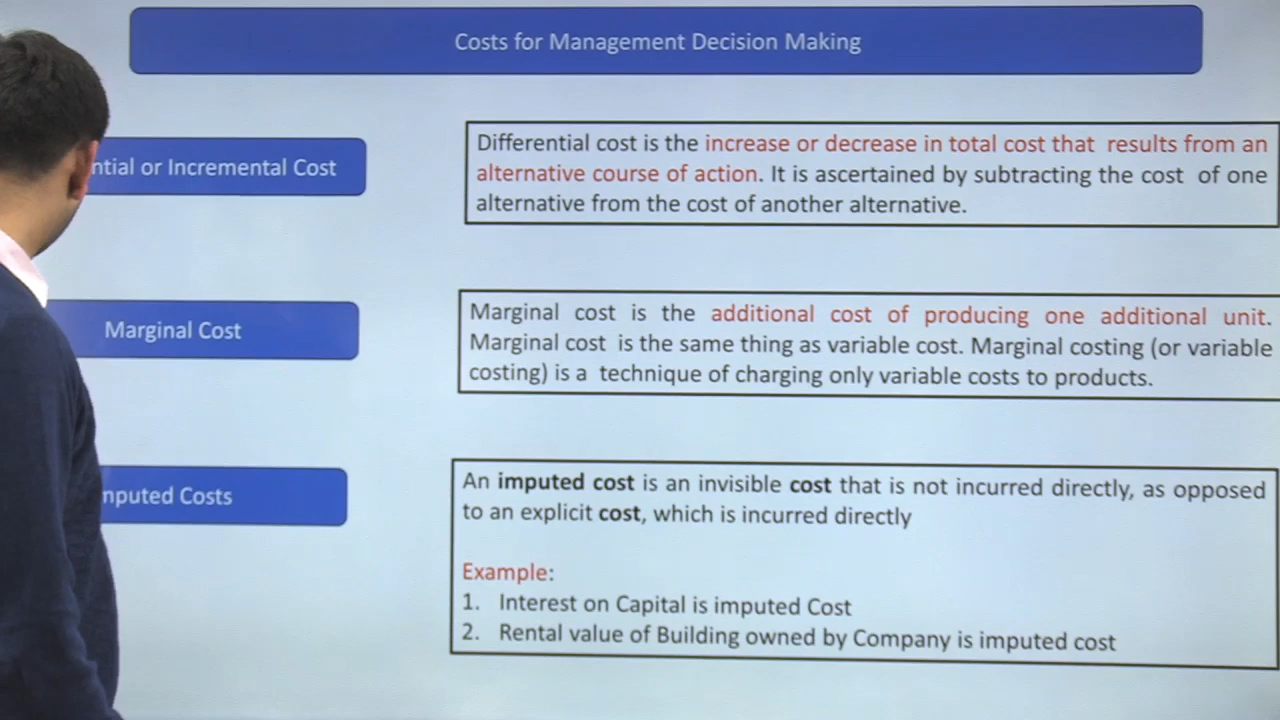 Costs for Management Decision Making
ntial or Incremental Cost
Differential cost is the increase or decrease in total cost that results from an
alternative course of action. It is ascertained by subtracting the cost of one
alternative from the cost of another alternative.
Marginal Cost
Marginal cost is the additional cost of producing one additional unit.
Marginal cost is the same thing as variable cost. Marginal costing (or variable
costing) is a technique of charging only variable costs to products.
nputed Costs
An imputed cost is an invisible cost that is not incurred directly, as opposed
to an explicit cost, which is incurred directly
Example:
1. Interest on Capital is imputed Cost
2. Rental value of Building owned by Company is imputed cost